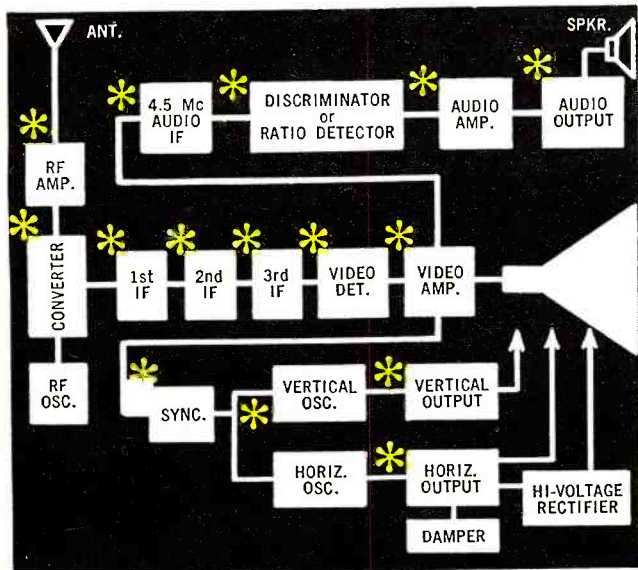 ANT.
SPKR.
4.5 Mc
AUDIO
IF
DISCRIMINATOR
or
RATIO DETECTOR
AUDIO
AMP.
AUDIO
OUTPUT
RF
AMP.
CONVERTER
1st
IF
2nd
IF
3rd
IF
VIDEO
DET.
VIDEO
AMP.
RF
OSC.
SYNC.
VERTICAL
OSC.
VERTICAL
OUTPUT
HORIZ.
OSC.
HORIZ.
OUTPUT
HI-VOLTAGE
RECTIFIER
DAMPER